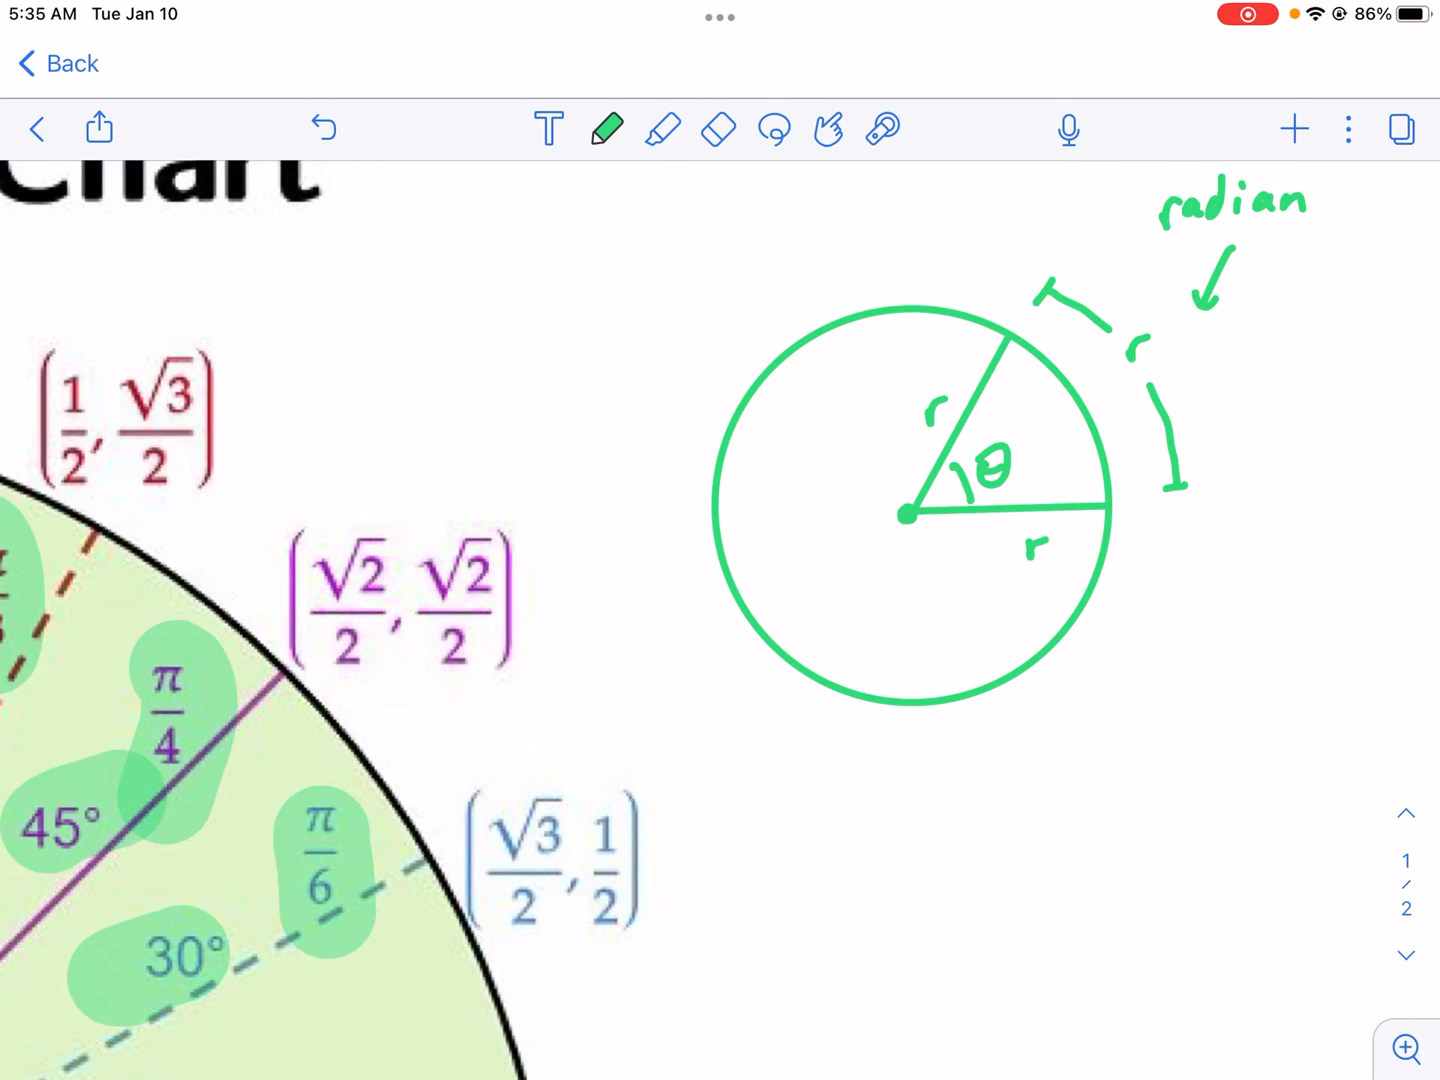 5:35 AM Tue Jan 10
86%
Back
Chart
radian
r
r
θ
r
(1/2, √3/2)
(√2/2, √2/2)
π/4
45°
π/6
(√3/2, 1/2)
30°
1/2